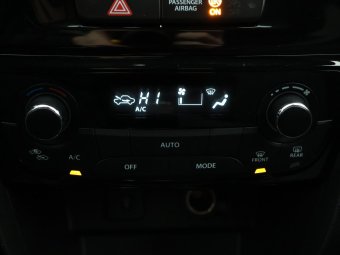 PASSENGER
AIRBAG
ON
HI
A/C
AUTO
A/C
OFF
MODE
FRONT
REAR